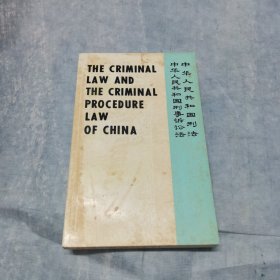 THE CRIMINAL
LAW AND
THE CRIMINAL
PROCEDURE
LAW
OF CHINA
中华人民共和国刑法
中华人民共和国刑事诉讼法